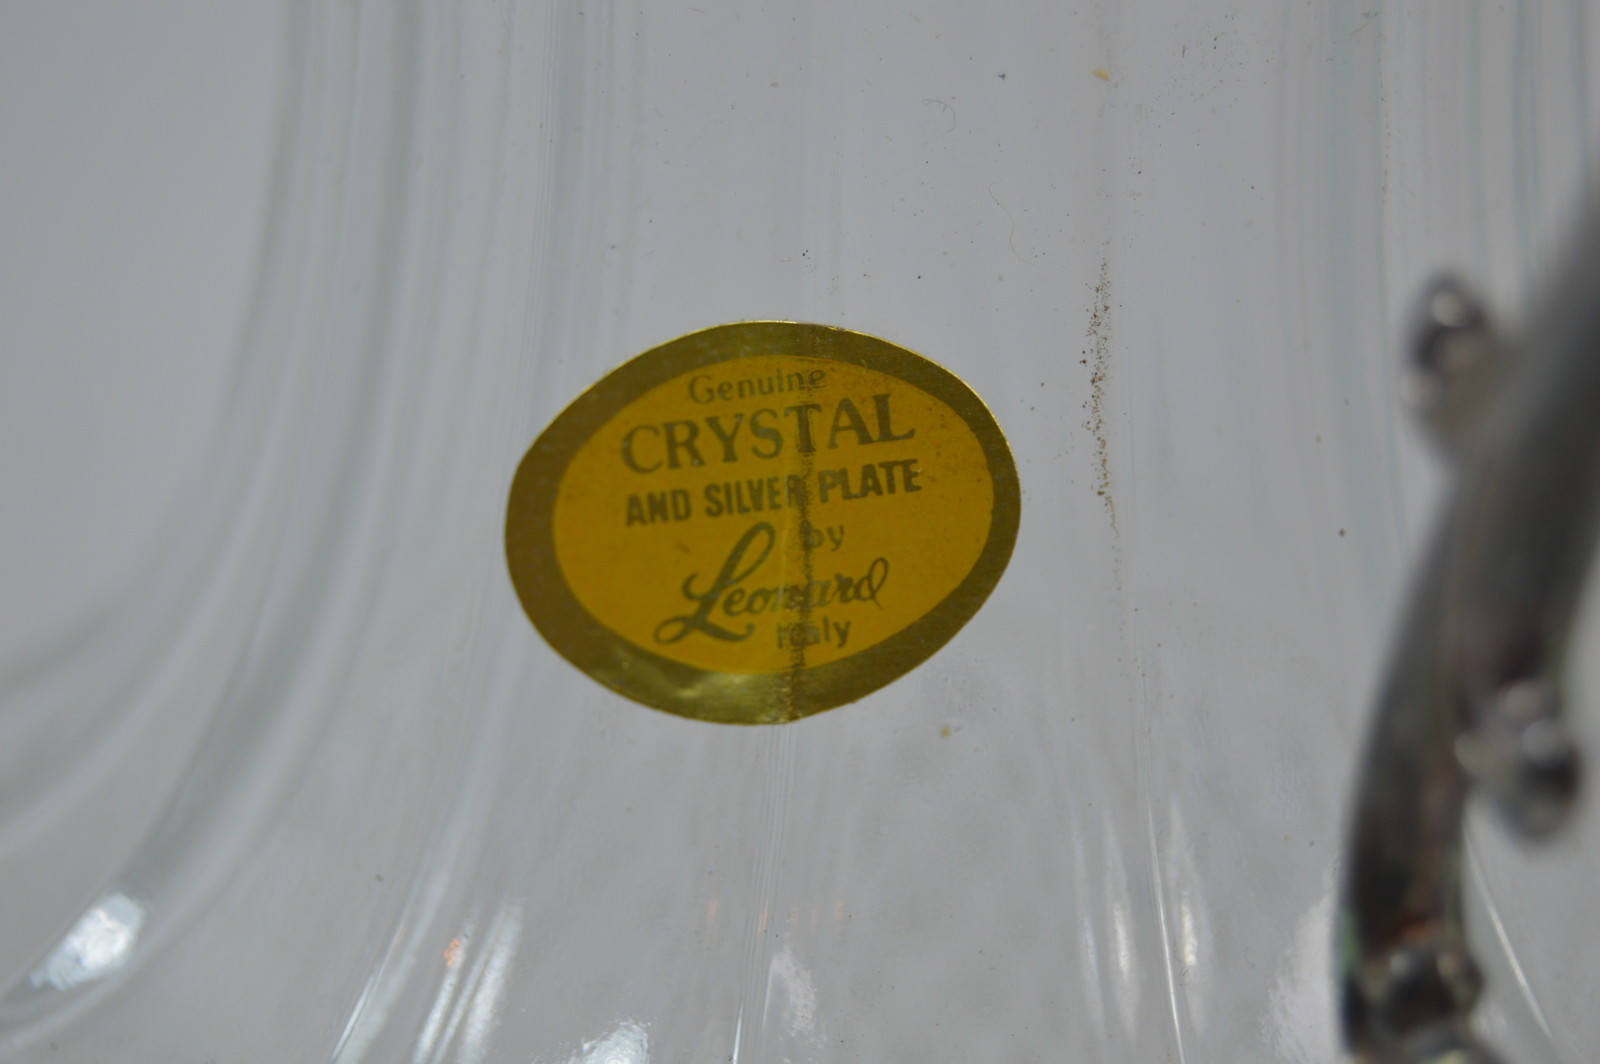 Genuine
CRYSTAL
AND SILVER PLATE
by
Leonard
Italy